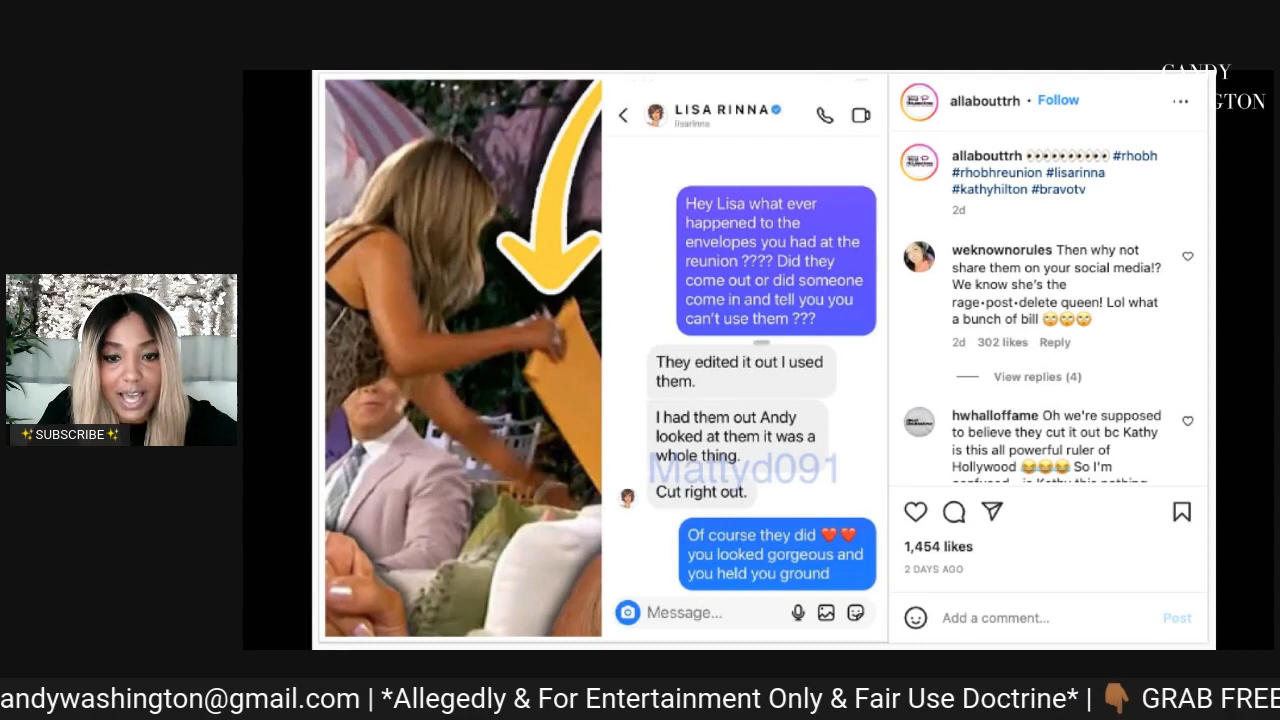 CANDY
GTON
LISA RINNA
lisarinna
Hey Lisa what ever
happened to the
envelopes you had at the
reunion ???? Did they
come out or did someone
come in and tell you you
can't use them ???
They edited it out I used
them.
I had them out Andy
looked at them it was a
whole thing.
Mattyd091
Cut right out.
Of course they did ❤️ ❤️
you looked gorgeous and
you held you ground
Message...
allabouttrh • Follow
allabouttrh 👀👀👀👀👀 #rhobh
#rhobhreunion #lisarinna
#kathyhilton #bravotv
2d
weknownorules Then why not
share them on your social media!?
We know she's the
rage•post•delete queen! Lol what
a bunch of bill 🙄🙄🙄
2d 302 likes Reply
View replies (4)
hwhalloffame Oh we're supposed
to believe they cut it out bc Kathy
is this all powerful ruler of
Hollywood 😂😂😂 So I'm
1,454 likes
2 DAYS AGO
Add a comment...
Post
✨SUBSCRIBE✨
andywashington@gmail.com | *Allegedly & For Entertainment Only & Fair Use Doctrine* | 👇🏾 GRAB FREE